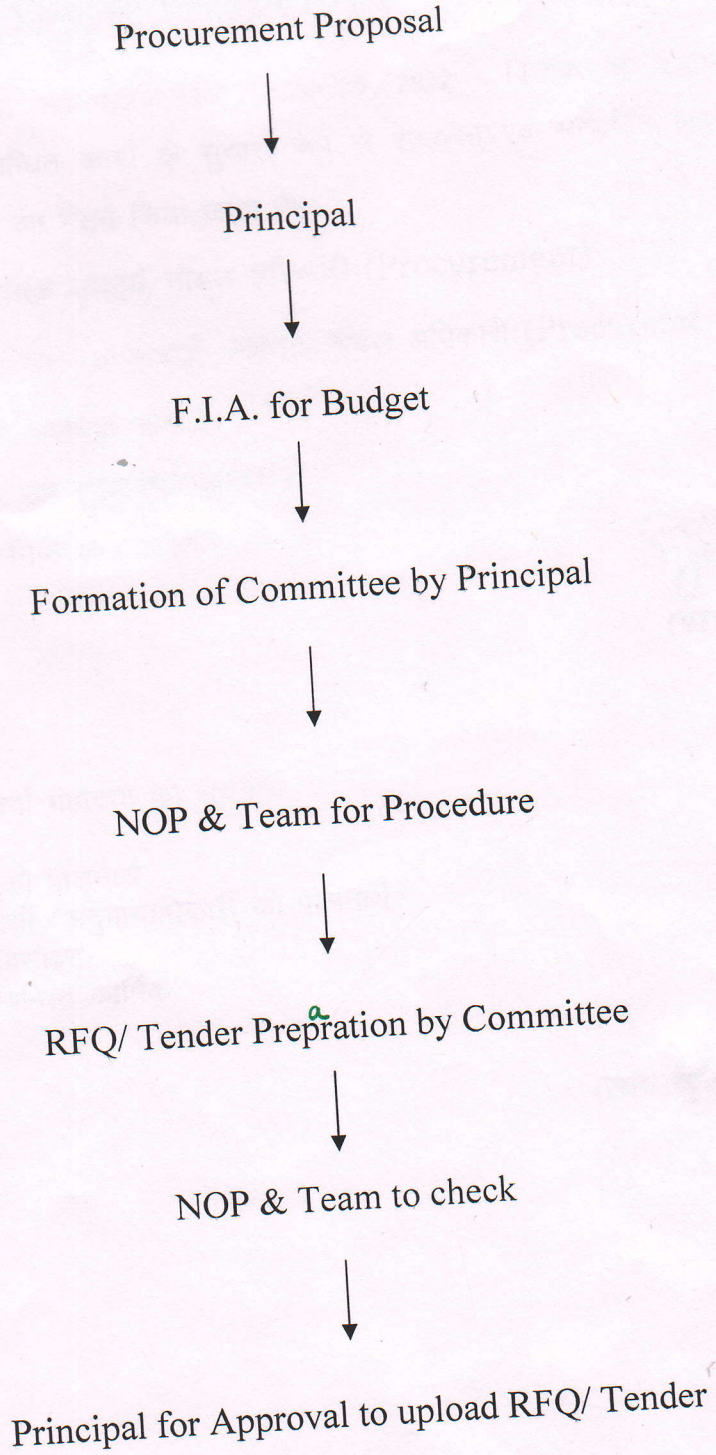 Procurement Proposal
Principal
F.I.A. for Budget
Formation of Committee by Principal
NOP & Team for Procedure
RFQ/ Tender Preparation by Committee
NOP & Team to check
Principal for Approval to upload RFQ/ Tender